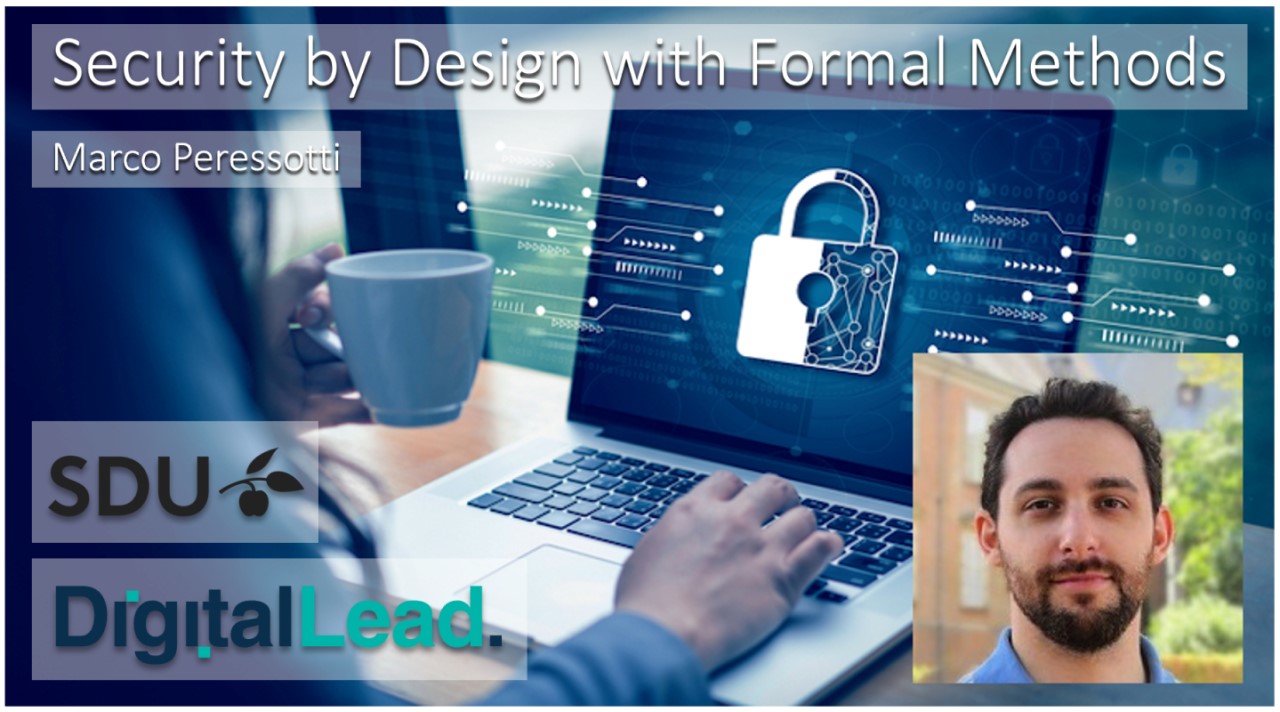 Security by Design with Formal Methods
Marco Peressotti
SDU
DigitalLead.